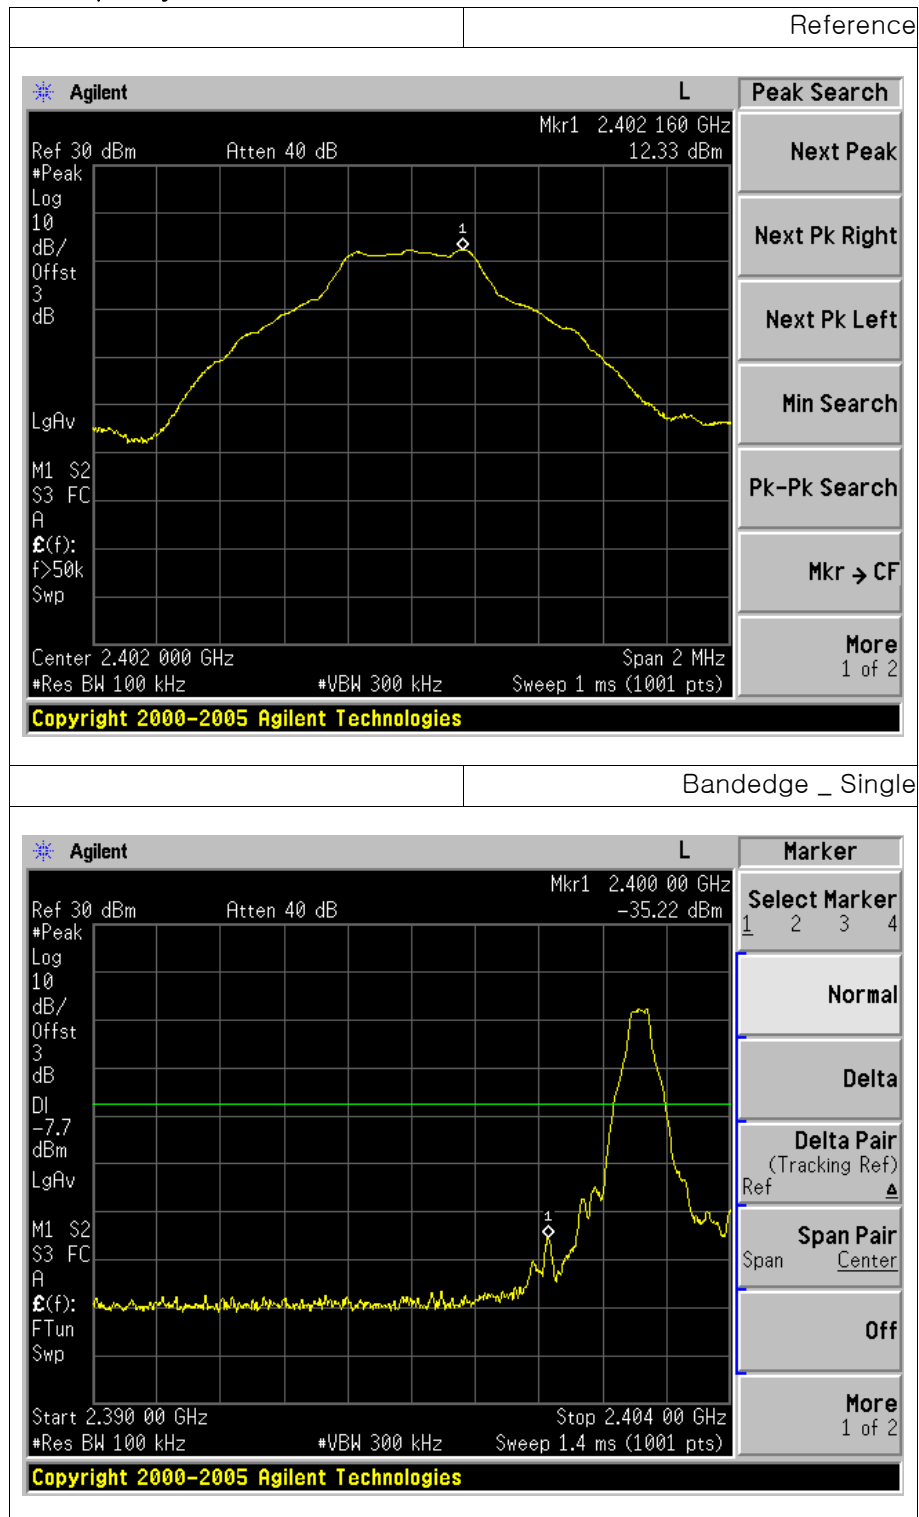 Reference
Agilent L Peak Search
Mkr1 2.402 160 GHz
Ref 30 dBm Atten 40 dB 12.33 dBm
#Peak
Log
10
dB/
Offst
3
dB
LgAv
M1 S2
S3 FC
A
£(f):
f>50k
Swp
1
Center 2.402 000 GHz Span 2 MHz
#Res BW 100 kHz #VBW 300 kHz Sweep 1 ms (1001 pts)
Copyright 2000-2005 Agilent Technologies
Next Peak
Next Pk Right
Next Pk Left
Min Search
Pk-Pk Search
Mkr → CF
More
1 of 2
Bandedge _ Single
Agilent L Marker
Mkr1 2.400 00 GHz
Ref 30 dBm Atten 40 dB -35.22 dBm
#Peak
Log
10
dB/
Offst
3
dB
DI
-7.7
dBm
LgAv
M1 S2
S3 FC
A
£(f):
FTun
Swp
1
Start 2.390 00 GHz Stop 2.404 00 GHz
#Res BW 100 kHz #VBW 300 kHz Sweep 1.4 ms (1001 pts)
Copyright 2000-2005 Agilent Technologies
Select Marker
1 2 3 4
Normal
Delta
Delta Pair
(Tracking Ref)
Ref Δ
Span Pair
Span Center
Off
More
1 of 2